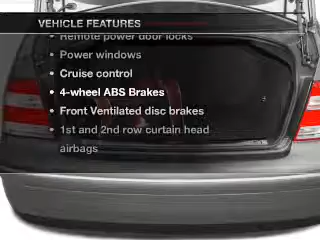 VEHICLE FEATURES
• Remote power door locks
• Power windows
• Cruise control
• 4-wheel ABS Brakes
• Front Ventilated disc brakes
• 1st and 2nd row curtain head
airbags